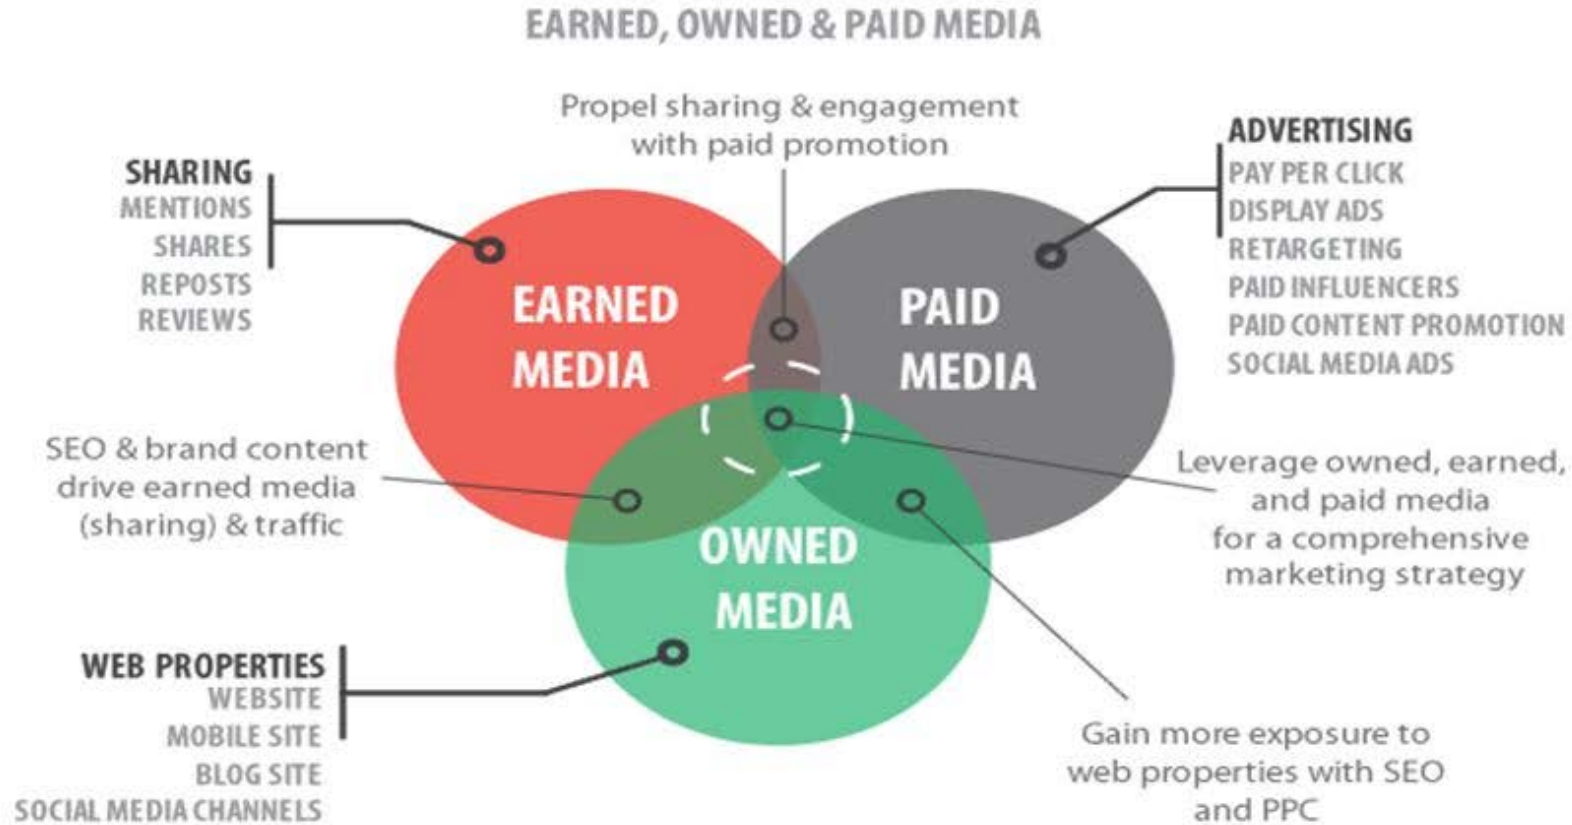 EARNED, OWNED & PAID MEDIA
Propel sharing & engagement
with paid promotion
SHARING
MENTIONS
SHARES
REPOSTS
REVIEWS
ADVERTISING
PAY PER CLICK
DISPLAY ADS
RETARGETING
PAID INFLUENCERS
PAID CONTENT PROMOTION
SOCIAL MEDIA ADS
EARNED
MEDIA
PAID
MEDIA
SEO & brand content
drive earned media
(sharing) & traffic
Leverage owned, earned,
and paid media
for a comprehensive
marketing strategy
OWNED
MEDIA
WEB PROPERTIES
WEBSITE
MOBILE SITE
BLOG SITE
SOCIAL MEDIA CHANNELS
Gain more exposure to
web properties with SEO
and PPC